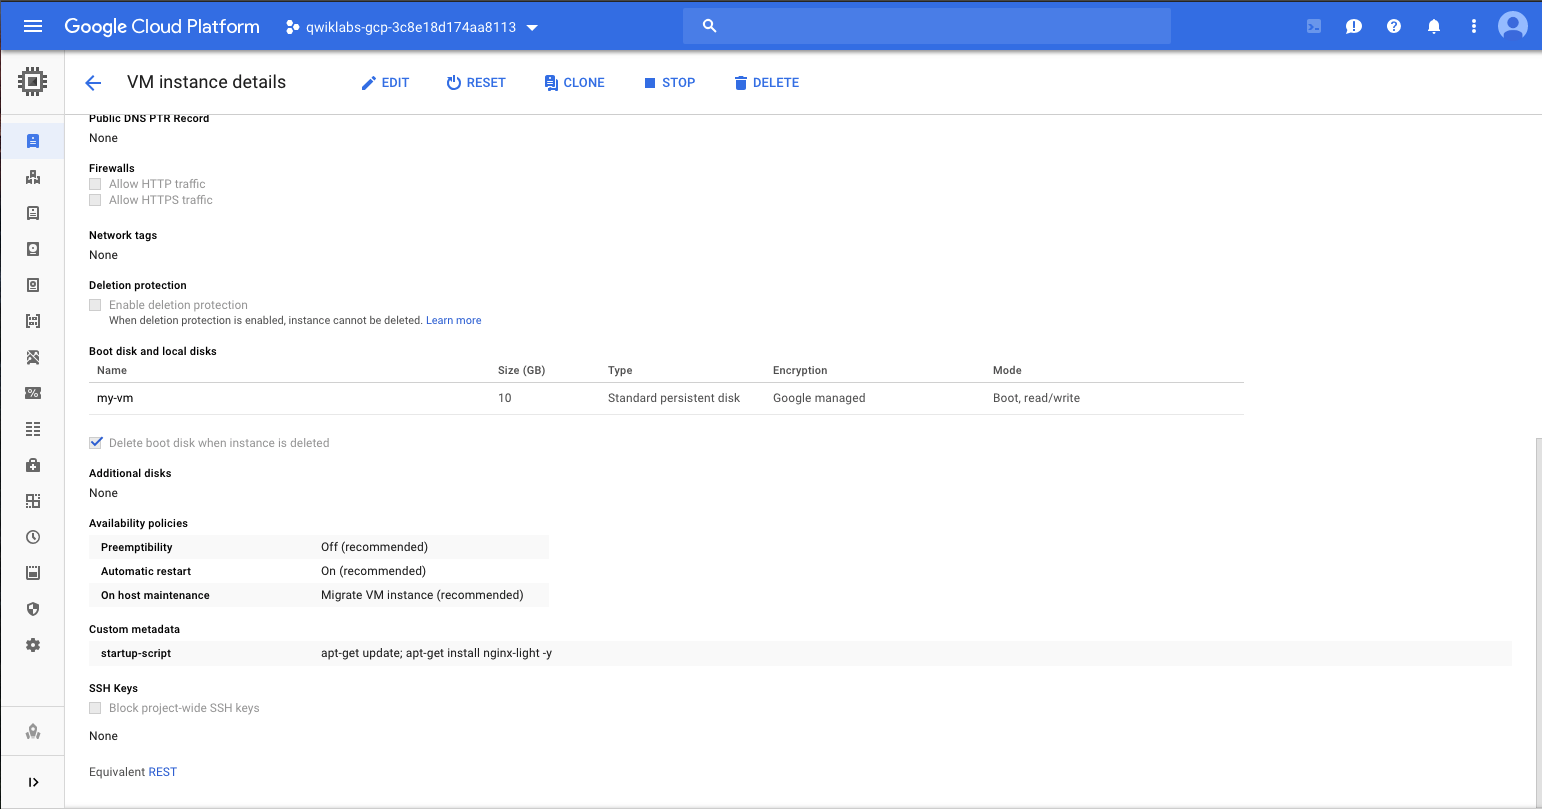 Google Cloud Platform qwiklabs-gcp-3c8e18d174aa8113
VM instance details EDIT RESET CLONE STOP DELETE
Public DNS PTR Record
None
Firewalls
Allow HTTP traffic
Allow HTTPS traffic
Network tags
None
Deletion protection
Enable deletion protection
When deletion protection is enabled, instance cannot be deleted. Learn more
Boot disk and local disks
Name Size (GB) Type Encryption Mode
my-vm 10 Standard persistent disk Google managed Boot, read/write
Delete boot disk when instance is deleted
Additional disks
None
Availability policies
Preemptibility Off (recommended)
Automatic restart On (recommended)
On host maintenance Migrate VM instance (recommended)
Custom metadata
startup-script apt-get update; apt-get install nginx-light -y
SSH Keys
Block project-wide SSH keys
None
Equivalent REST